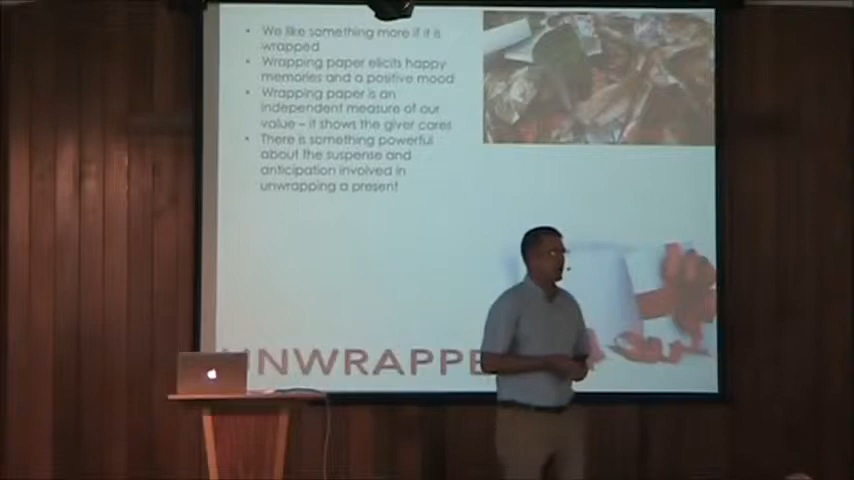 • We like something more if it is
wrapped
• Wrapping paper elicits happy
memories and a positive mood
• Wrapping paper is an
independent measure of our
value – it shows the giver cares
• There is something powerful
about the suspense and
anticipation involved in
unwrapping a present
UNWRAPPE